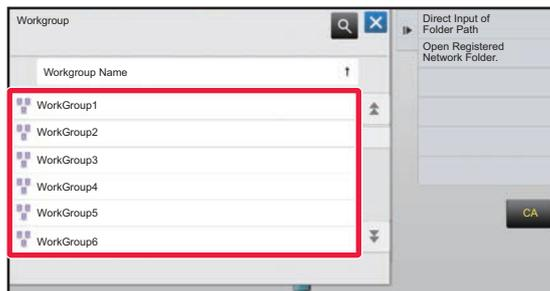 Workgroup
Workgroup Name
WorkGroup1
WorkGroup2
WorkGroup3
WorkGroup4
WorkGroup5
WorkGroup6
Direct Input of
Folder Path
Open Registered
Network Folder.
CA